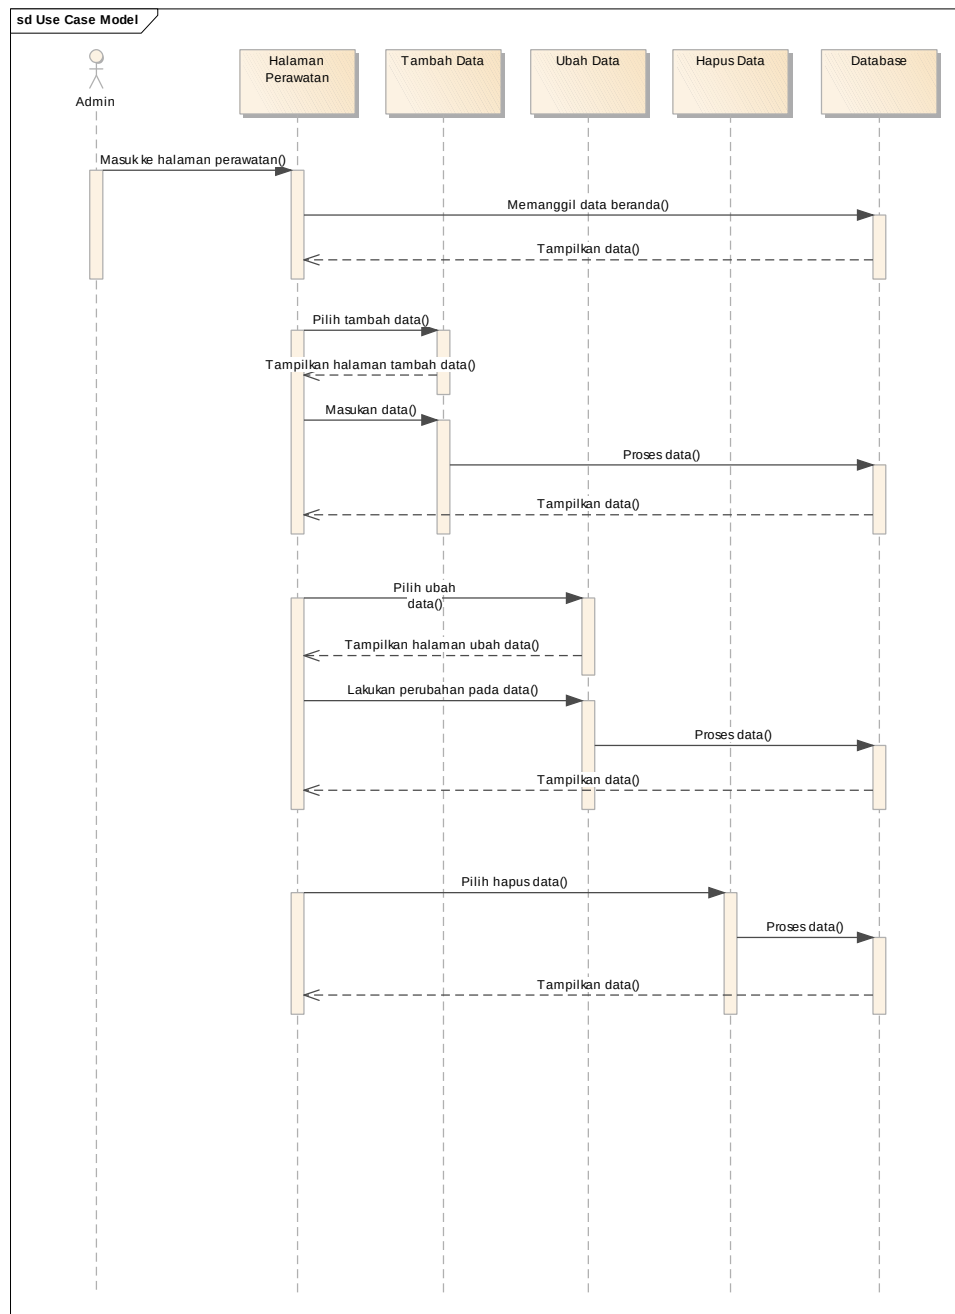 sd Use Case Model
Admin
Halaman
Perawatan
Tambah Data
Ubah Data
Hapus Data
Database
Masuk ke halaman perawatan()
Memanggil data beranda()
Tampilkan data()
Pilih tambah data()
Tampilkan halaman tambah data()
Masukan data()
Proses data()
Tampilkan data()
Pilih ubah
data()
Tampilkan halaman ubah data()
Lakukan perubahan pada data()
Proses data()
Tampilkan data()
Pilih hapus data()
Proses data()
Tampilkan data()